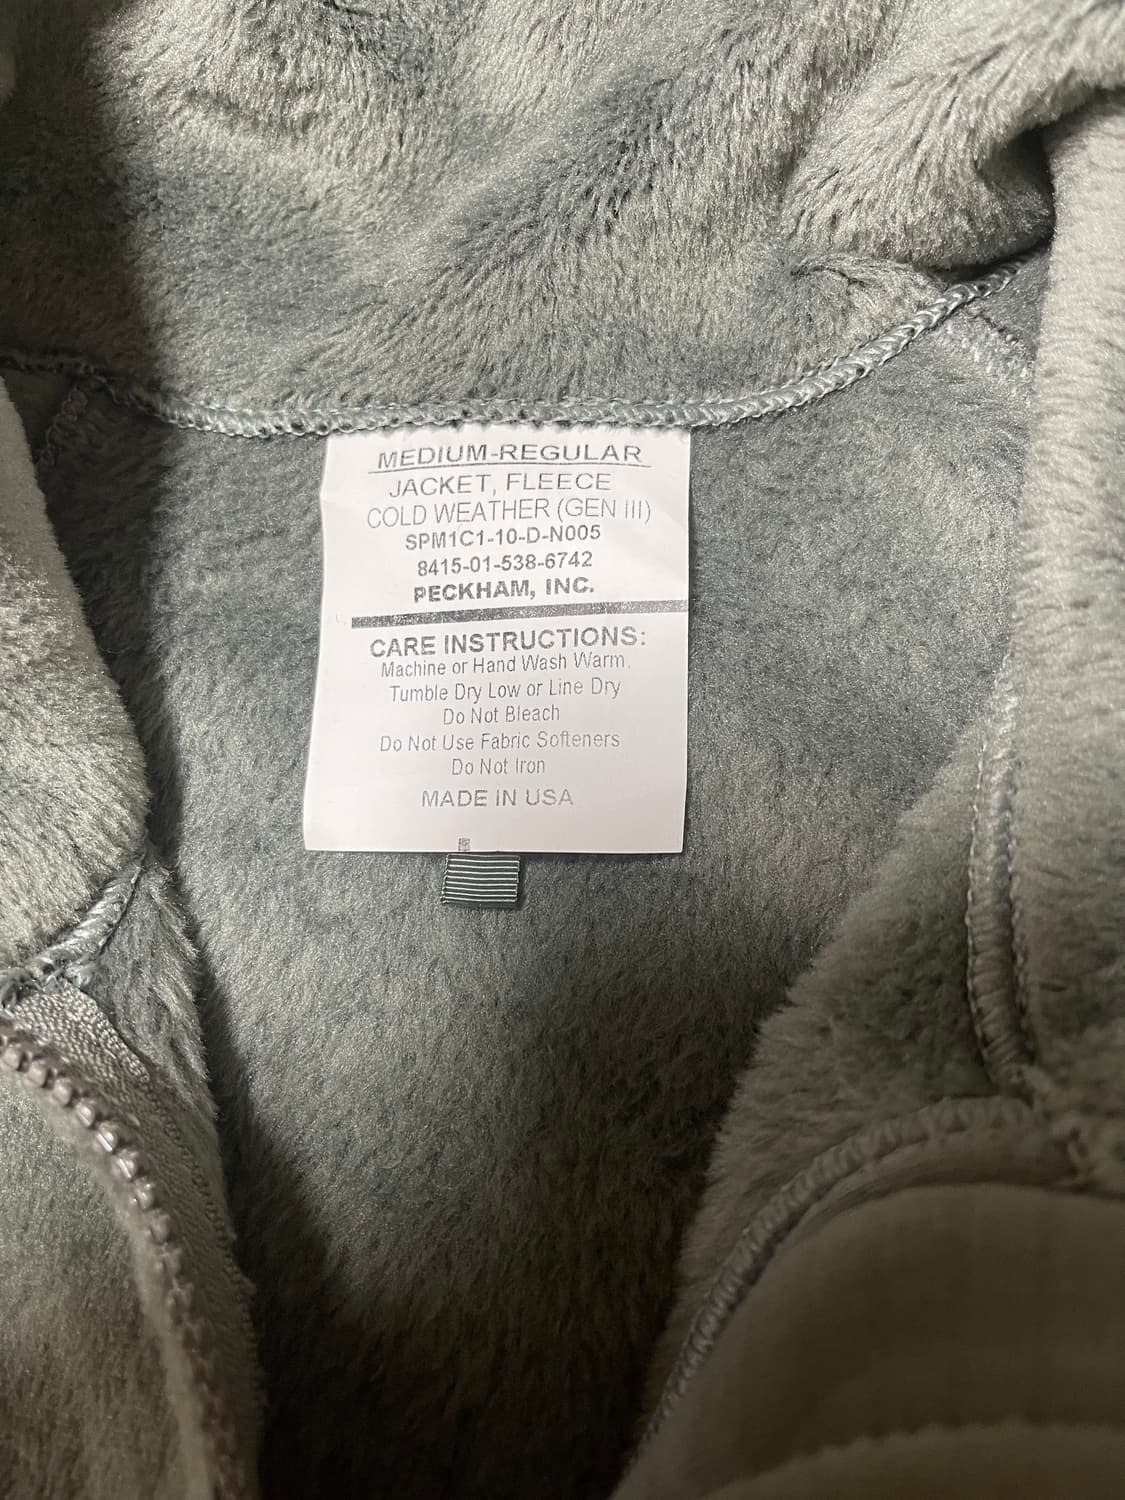 MEDIUM-REGULAR
JACKET, FLEECE
COLD WEATHER (GEN III)
SPM1C1-10-D-N005
8415-01-538-6742
PECKHAM, INC.
CARE INSTRUCTIONS:
Machine or Hand Wash Warm,
Tumble Dry Low or Line Dry
Do Not Bleach
Do Not Use Fabric Softeners
Do Not Iron
MADE IN USA